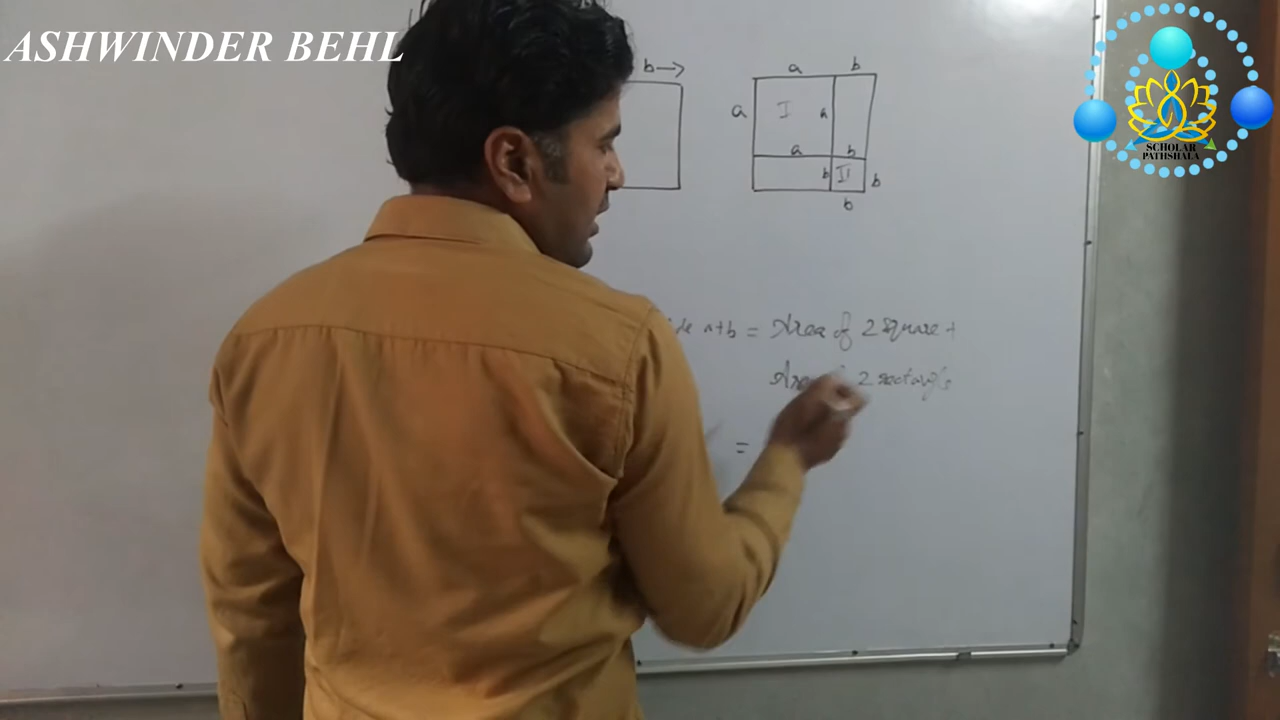 ASHWINDER BEHL
b→
a b
a I a
a b
b II b
b
SCHOLAR
PATHSHALA
a+b = Area of 2 square +
2 rectangle
=